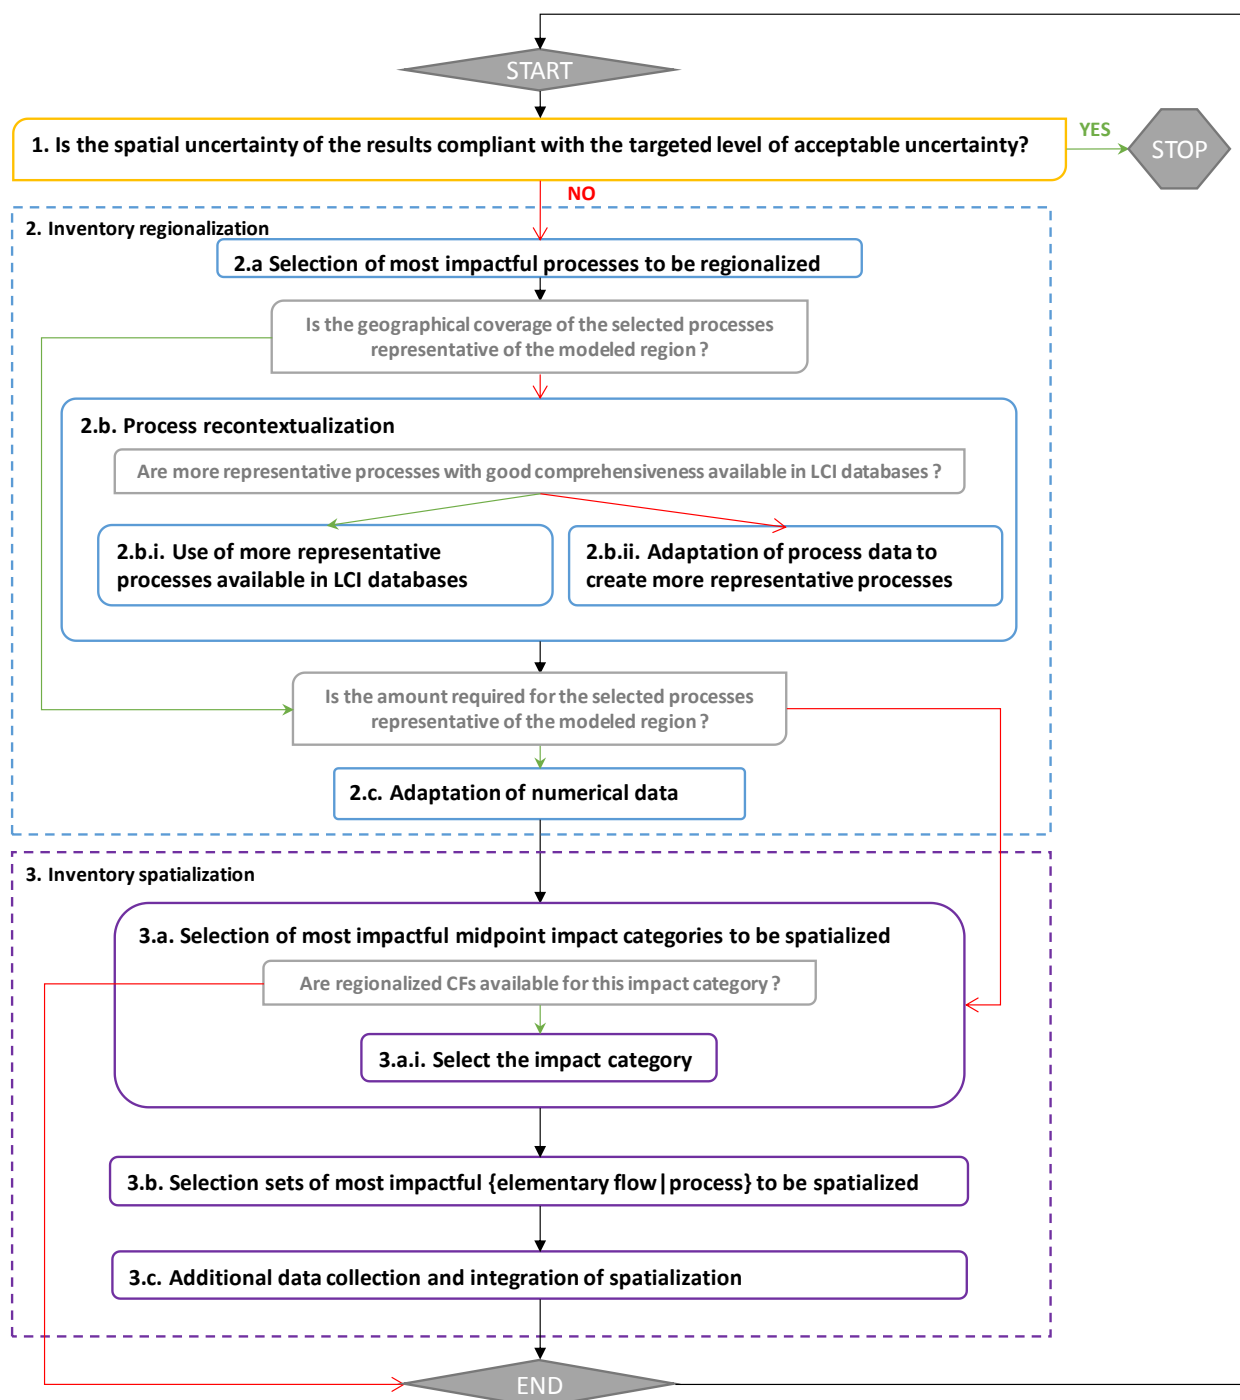 START
1. Is the spatial uncertainty of the results compliant with the targeted level of acceptable uncertainty?
YES
STOP
NO
2. Inventory regionalization
2.a Selection of most impactful processes to be regionalized
Is the geographical coverage of the selected processes
representative of the modeled region ?
2.b. Process recontextualization
Are more representative processes with good comprehensiveness available in LCI databases ?
2.b.i. Use of more representative
processes available in LCI databases
2.b.ii. Adaptation of process data to
create more representative processes
Is the amount required for the selected processes
representative of the modeled region ?
2.c. Adaptation of numerical data
3. Inventory spatialization
3.a. Selection of most impactful midpoint impact categories to be spatialized
Are regionalized CFs available for this impact category ?
3.a.i. Select the impact category
3.b. Selection sets of most impactful {elementary flow|process} to be spatialized
3.c. Additional data collection and integration of spatialization
END